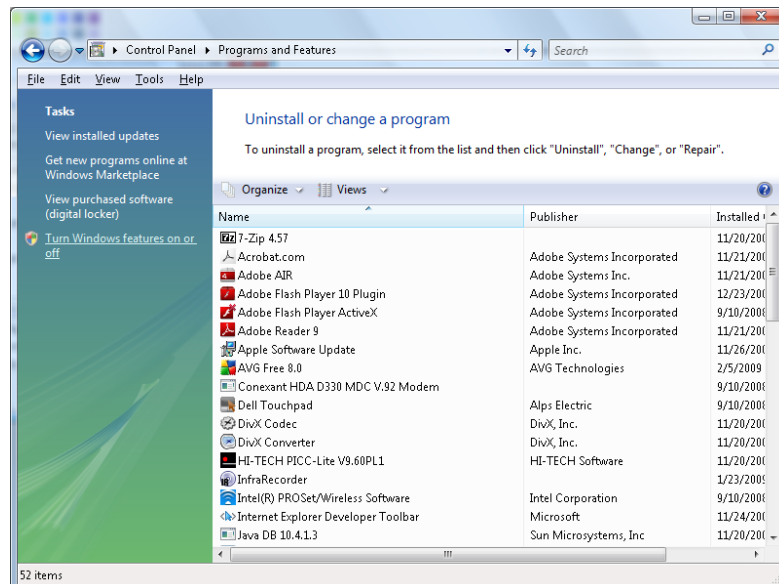 Control Panel Programs and Features Search
File Edit View Tools Help
Tasks
View installed updates
Get new programs online at
Windows Marketplace
View purchased software
(digital locker)
Turn Windows features on or
off
Uninstall or change a program
To uninstall a program, select it from the list and then click "Uninstall", "Change", or "Repair".
Organize Views
Name Publisher Installed
7-Zip 4.57 11/20/200
Acrobat.com Adobe Systems Incorporated 11/21/200
Adobe AIR Adobe Systems Inc. 11/21/200
Adobe Flash Player 10 Plugin Adobe Systems Incorporated 12/23/200
Adobe Flash Player ActiveX Adobe Systems Incorporated 9/10/2008
Adobe Reader 9 Adobe Systems Incorporated 11/21/200
Apple Software Update Apple Inc. 11/26/200
AVG Free 8.0 AVG Technologies 2/5/2009
Conexant HDA D330 MDC V.92 Modem 9/10/2008
Dell Touchpad Alps Electric 9/10/2008
DivX Codec DivX, Inc. 11/20/200
DivX Converter DivX, Inc. 11/20/200
HI-TECH PICC-Lite V9.60PL1 HI-TECH Software 11/20/200
InfraRecorder 1/23/2009
Intel(R) PROSet/Wireless Software Intel Corporation 9/10/2008
Internet Explorer Developer Toolbar Microsoft 11/24/200
Java DB 10.4.1.3 Sun Microsystems, Inc 11/20/200
52 items